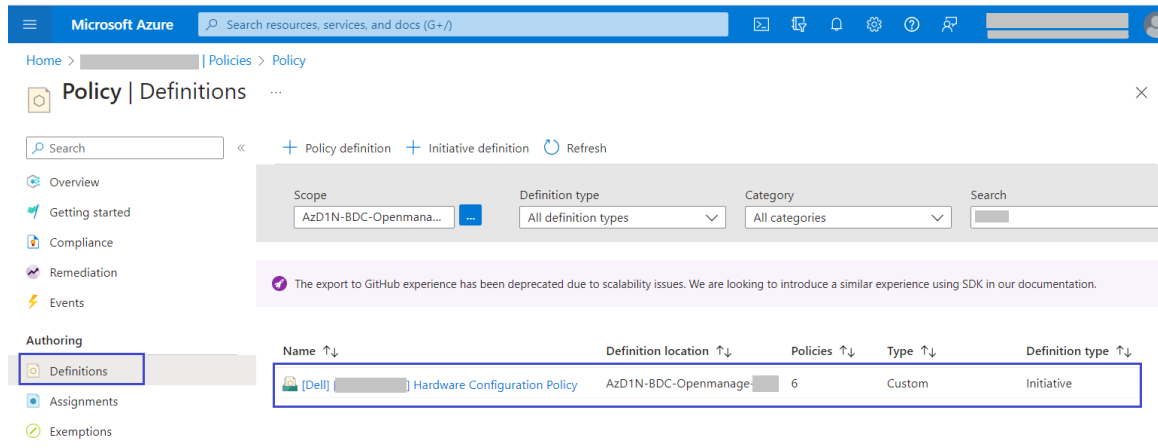 Microsoft Azure
Search resources, services, and docs (G+/)
Home > | Policies > Policy
Policy | Definitions ...
Search «
+ Policy definition + Initiative definition Refresh
Overview
Getting started
Compliance
Remediation
Events
Authoring
Definitions
Assignments
Exemptions
Scope Definition type Category Search
AzD1N-BDC-Openmana... ... All definition types All categories
The export to GitHub experience has been deprecated due to scalability issues. We are looking to introduce a similar experience using SDK in our documentation.
Name ↑↓ Definition location ↑↓ Policies ↑↓ Type ↑↓ Definition type ↑↓
[Dell] [ ] Hardware Configuration Policy AzD1N-BDC-Openmanage- 6 Custom Initiative